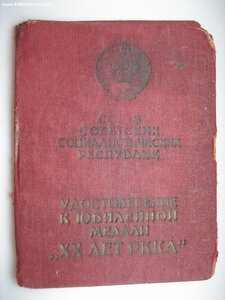 СОЮЗ
СОВЕТСКИХ
СОЦИАЛИСТИЧЕСКИХ
РЕСПУБЛИК
УДОСТОВЕРЕНИЕ
К ЮБИЛЕЙНОЙ
МЕДАЛИ
„XX ЛЕТ РККА"